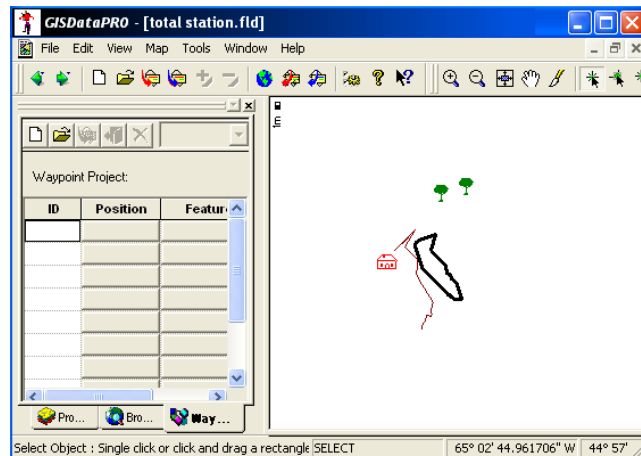 GISDataPRO - [total station.fld]
File Edit View Map Tools Window Help
Waypoint Project:
ID Position Featur
Pro... Bro... Way...
Select Object : Single click or click and drag a rectangle SELECT 65° 02' 44.961706" W 44° 57'